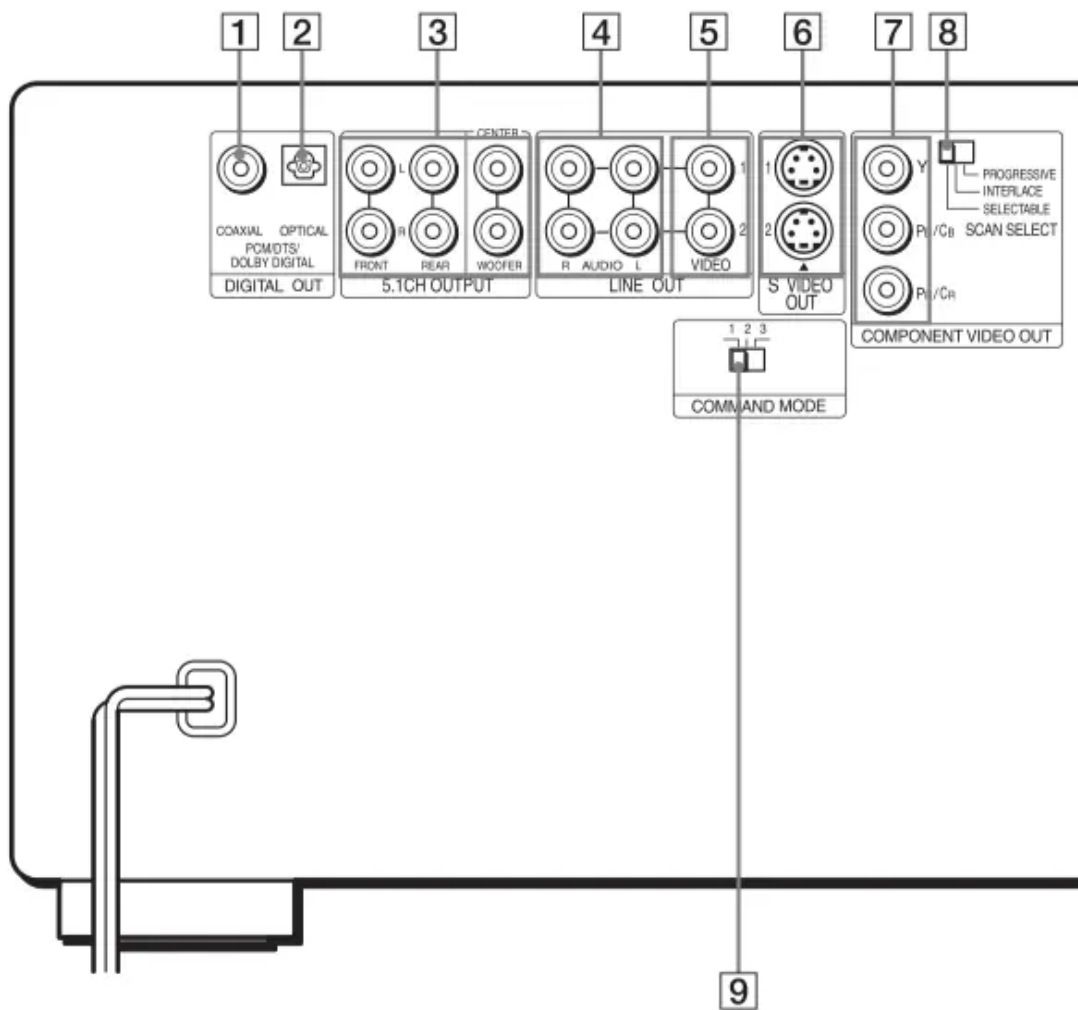 1 2 3 4 5 6 7 8
CENTER
L
R
1
2
1
2
Y
PB/CB
PR/CR
PROGRESSIVE
INTERLACE
SELECTABLE
SCAN SELECT
COAXIAL OPTICAL
PCM/DTS/
DOLBY DIGITAL
DIGITAL OUT
FRONT REAR WOOFER
5.1CH OUTPUT
R AUDIO L VIDEO
LINE OUT
S VIDEO
OUT
COMPONENT VIDEO OUT
1 2 3
COMMAND MODE
9